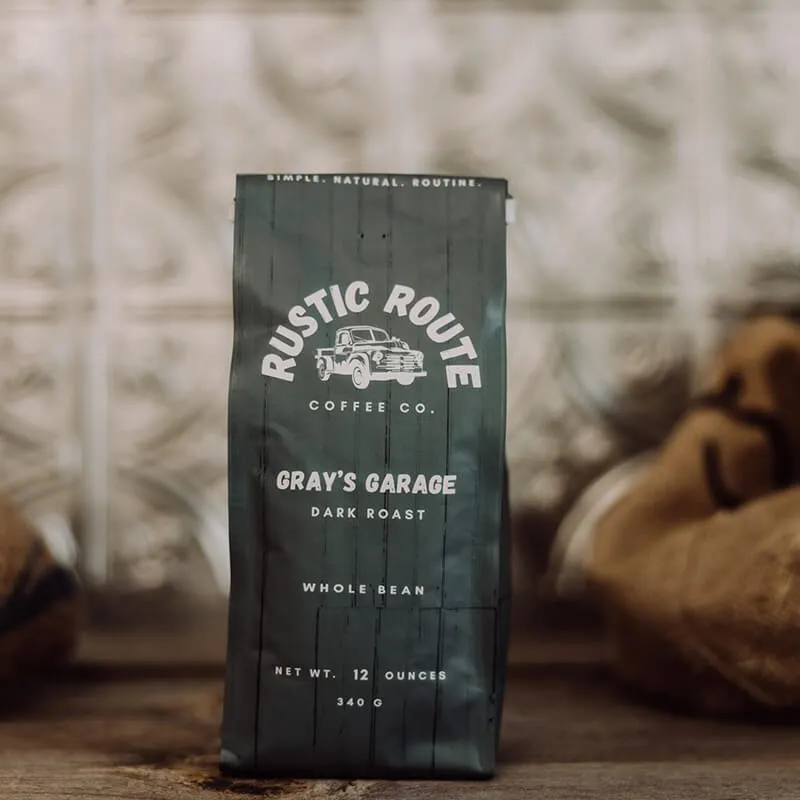 SIMPLE. NATURAL. ROUTINE.
RUSTIC ROUTE
COFFEE CO.
GRAY'S GARAGE
DARK ROAST
WHOLE BEAN
NET WT. 12 OUNCES
340 G